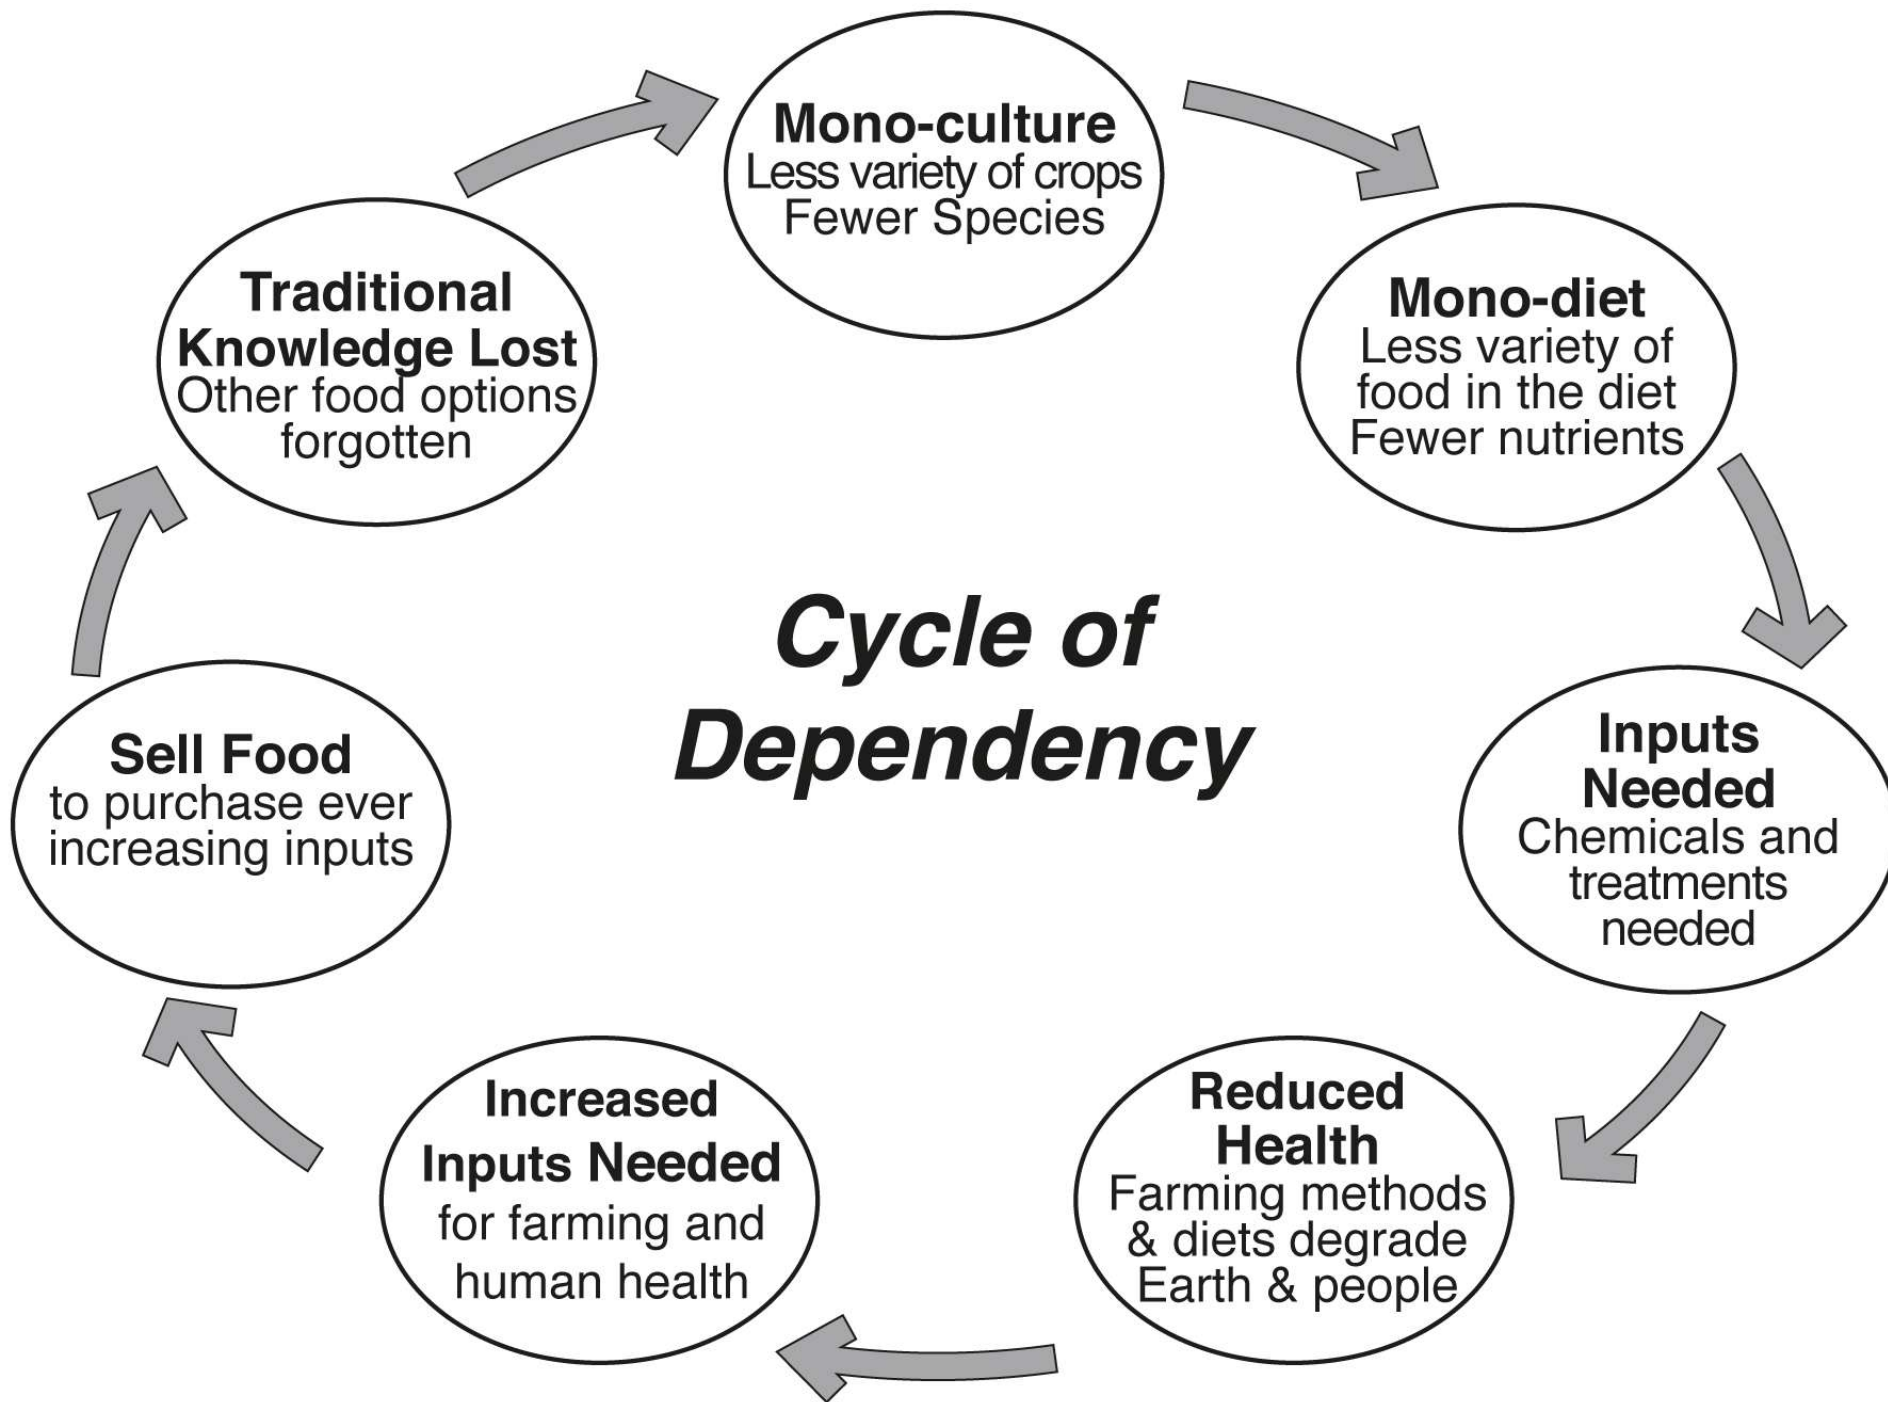 Mono-culture
Less variety of crops
Fewer Species
Mono-diet
Less variety of
food in the diet
Fewer nutrients
Inputs
Needed
Chemicals and
treatments
needed
Reduced
Health
Farming methods
& diets degrade
Earth & people
Increased
Inputs Needed
for farming and
human health
Sell Food
to purchase ever
increasing inputs
Traditional
Knowledge Lost
Other food options
forgotten
Cycle of
Dependency